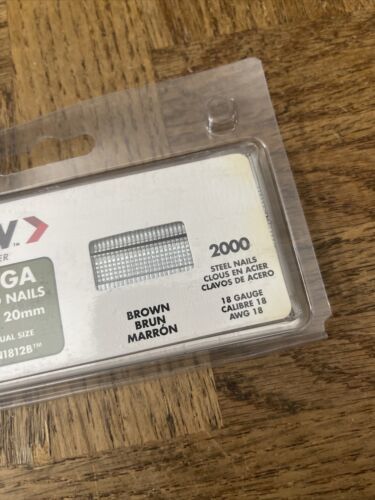 W
ER
GA
NAILS
20mm
UAL SIZE
N1812B™
BROWN
BRUN
MARRÓN
2000
STEEL NAILS
CLOUS EN ACIER
CLAVOS DE ACERO
18 GAUGE
CALIBRE 18
AWG 18